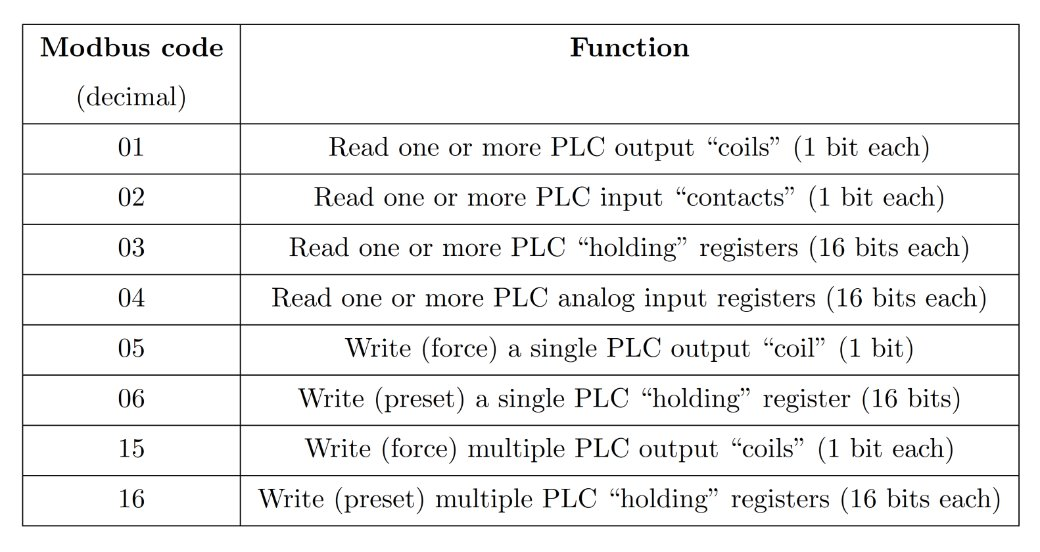 Modbus code Function
(decimal)
01 Read one or more PLC output “coils” (1 bit each)
02 Read one or more PLC input “contacts” (1 bit each)
03 Read one or more PLC “holding” registers (16 bits each)
04 Read one or more PLC analog input registers (16 bits each)
05 Write (force) a single PLC output “coil” (1 bit)
06 Write (preset) a single PLC “holding” register (16 bits)
15 Write (force) multiple PLC output “coils” (1 bit each)
16 Write (preset) multiple PLC “holding” registers (16 bits each)